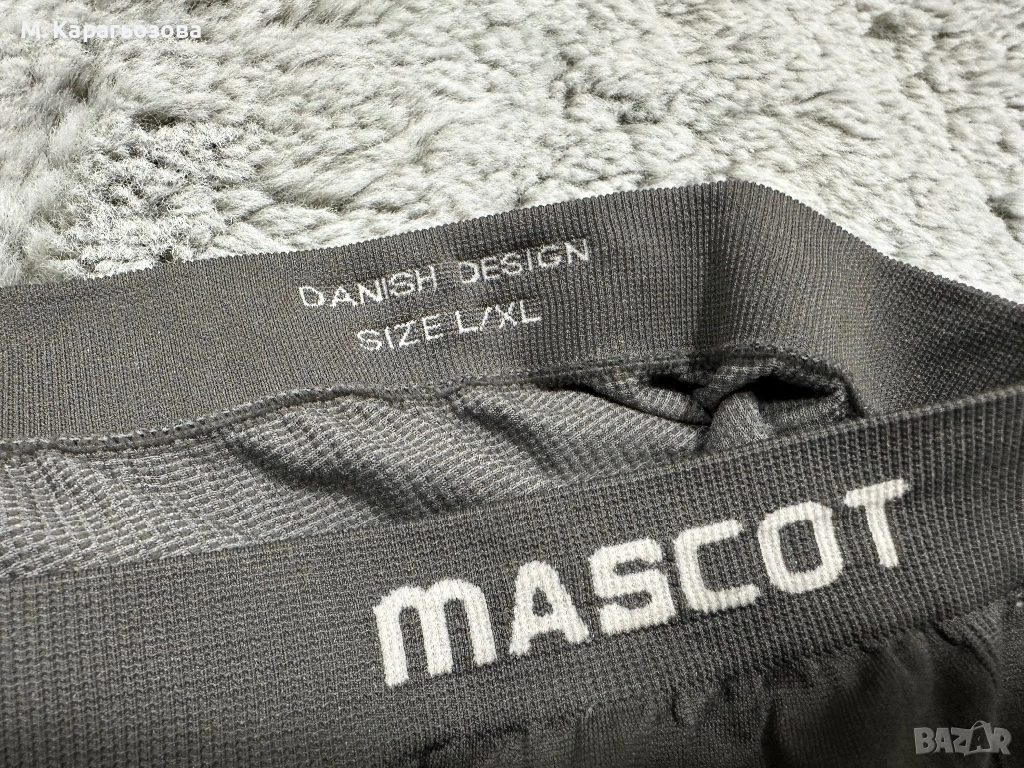 М. Карагьозова
DANISH DESIGN
SIZE L/XL
MASCOT
BAZAR